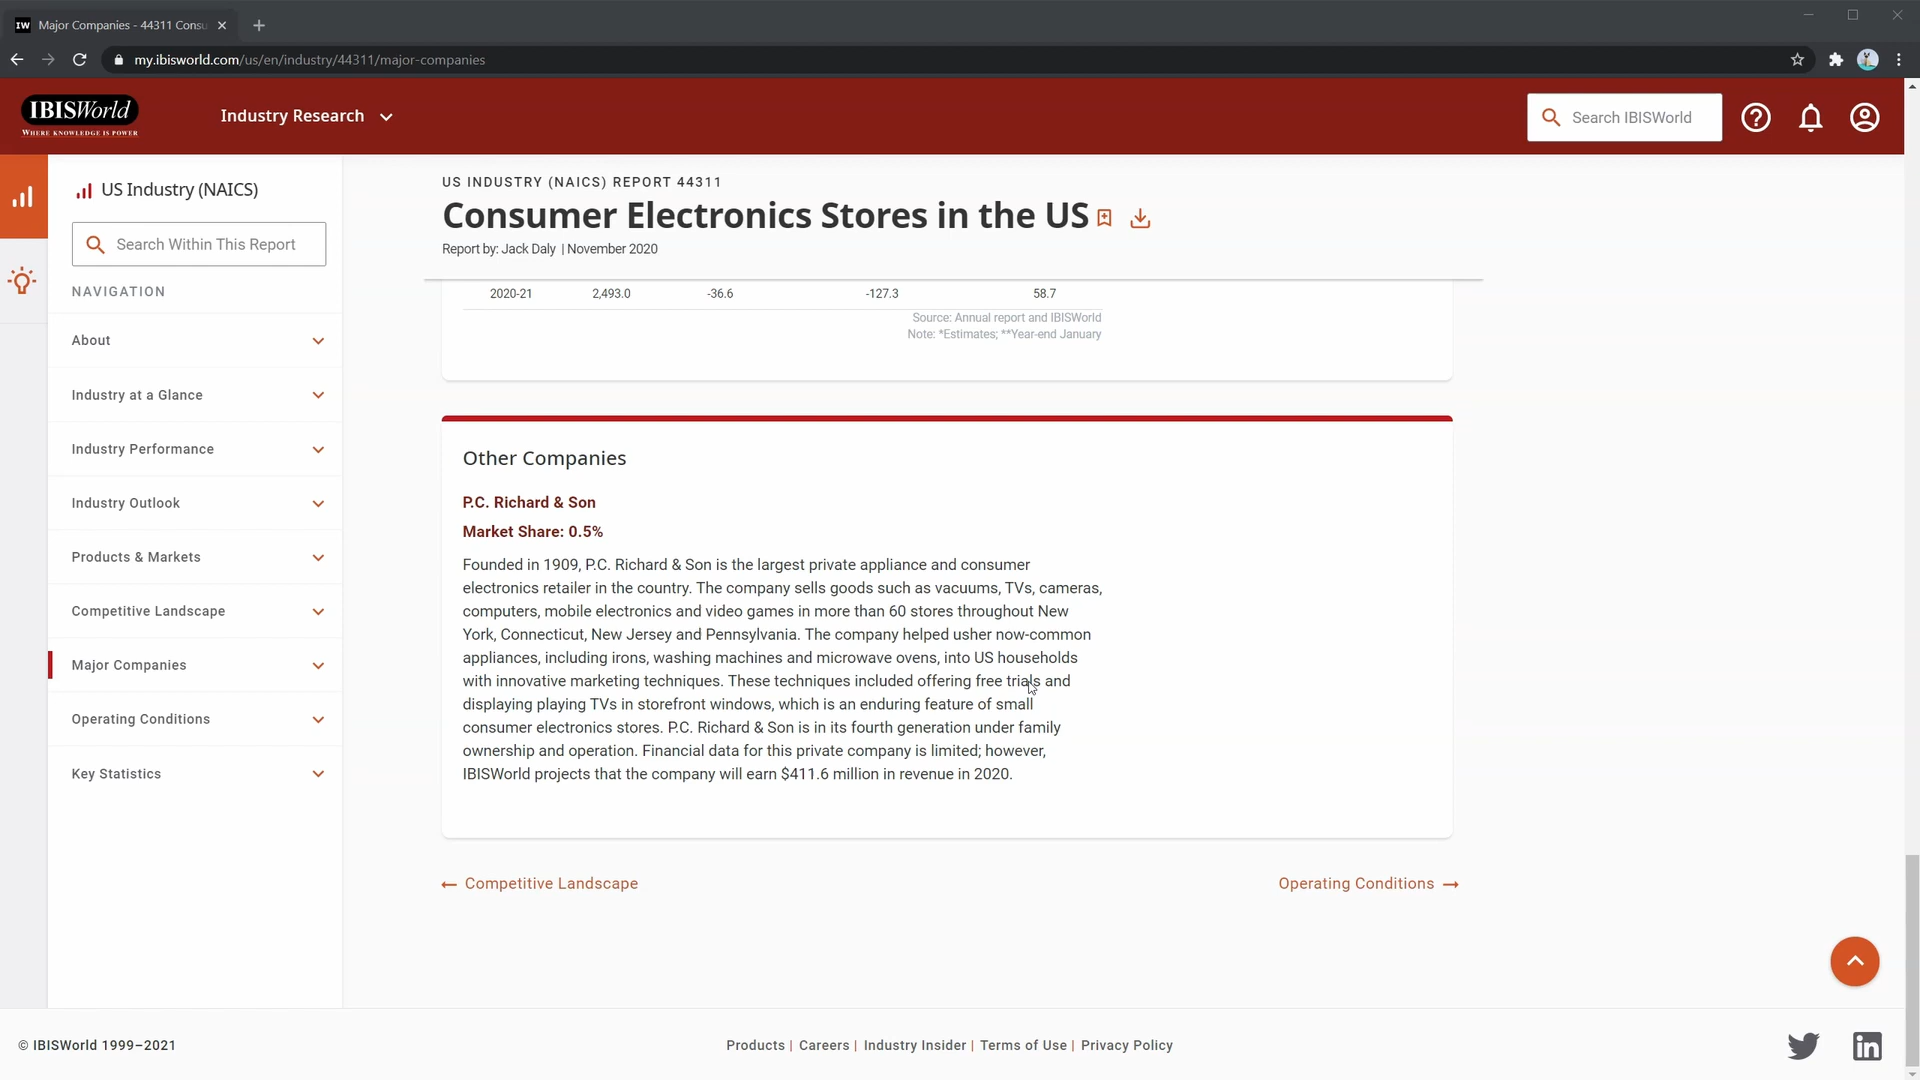 IW Major Companies - 44311 Consu
my.ibisworld.com/us/en/industry/44311/major-companies
IBISWorld
WHERE KNOWLEDGE IS POWER
Industry Research
Search IBISWorld
US Industry (NAICS)
Search Within This Report
NAVIGATION
About
Industry at a Glance
Industry Performance
Industry Outlook
Products & Markets
Competitive Landscape
Major Companies
Operating Conditions
Key Statistics
US INDUSTRY (NAICS) REPORT 44311
Consumer Electronics Stores in the US
Report by: Jack Daly | November 2020
2020-21 2,493.0 -36.6 -127.3 58.7
Source: Annual report and IBISWorld
Note: *Estimates; **Year-end January
Other Companies
P.C. Richard & Son
Market Share: 0.5%
Founded in 1909, P.C. Richard & Son is the largest private appliance and consumer
electronics retailer in the country. The company sells goods such as vacuums, TVs, cameras,
computers, mobile electronics and video games in more than 60 stores throughout New
York, Connecticut, New Jersey and Pennsylvania. The company helped usher now-common
appliances, including irons, washing machines and microwave ovens, into US households
with innovative marketing techniques. These techniques included offering free trials and
displaying playing TVs in storefront windows, which is an enduring feature of small
consumer electronics stores. P.C. Richard & Son is in its fourth generation under family
ownership and operation. Financial data for this private company is limited; however,
IBISWorld projects that the company will earn $411.6 million in revenue in 2020.
← Competitive Landscape
Operating Conditions →
© IBISWorld 1999–2021
Products | Careers | Industry Insider | Terms of Use | Privacy Policy